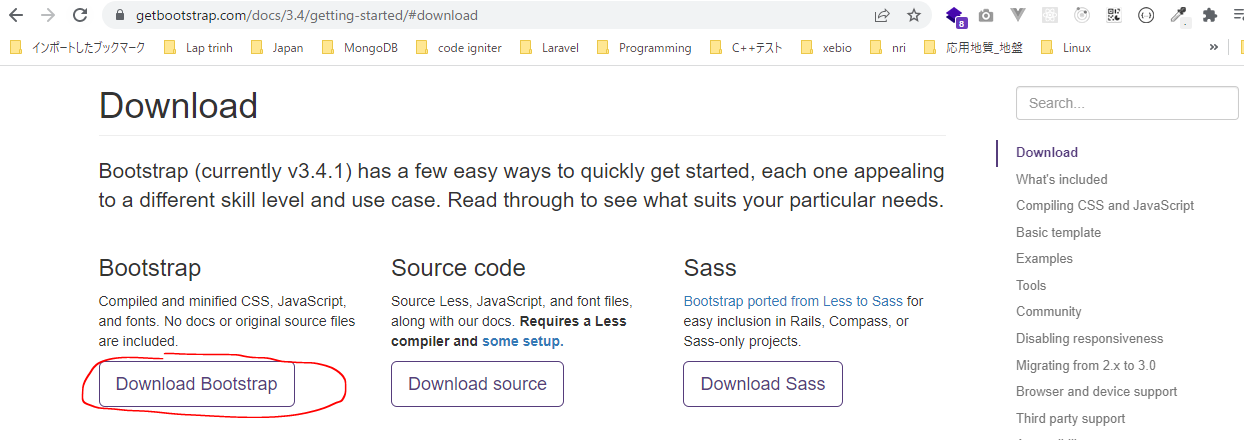 getbootstrap.com/docs/3.4/getting-started/#download
8
インポートしたブックマーク Lap trinh Japan MongoDB code igniter Laravel Programming C++テスト xebio nri 応用地質_地盤 Linux »
Download
Bootstrap (currently v3.4.1) has a few easy ways to quickly get started, each one appealing
to a different skill level and use case. Read through to see what suits your particular needs.
Bootstrap
Compiled and minified CSS, JavaScript,
and fonts. No docs or original source files
are included.
Download Bootstrap
Source code
Source Less, JavaScript, and font files,
along with our docs. Requires a Less
compiler and some setup.
Download source
Sass
Bootstrap ported from Less to Sass for
easy inclusion in Rails, Compass, or
Sass-only projects.
Download Sass
Search...
Download
What's included
Compiling CSS and JavaScript
Basic template
Examples
Tools
Community
Disabling responsiveness
Migrating from 2.x to 3.0
Browser and device support
Third party support